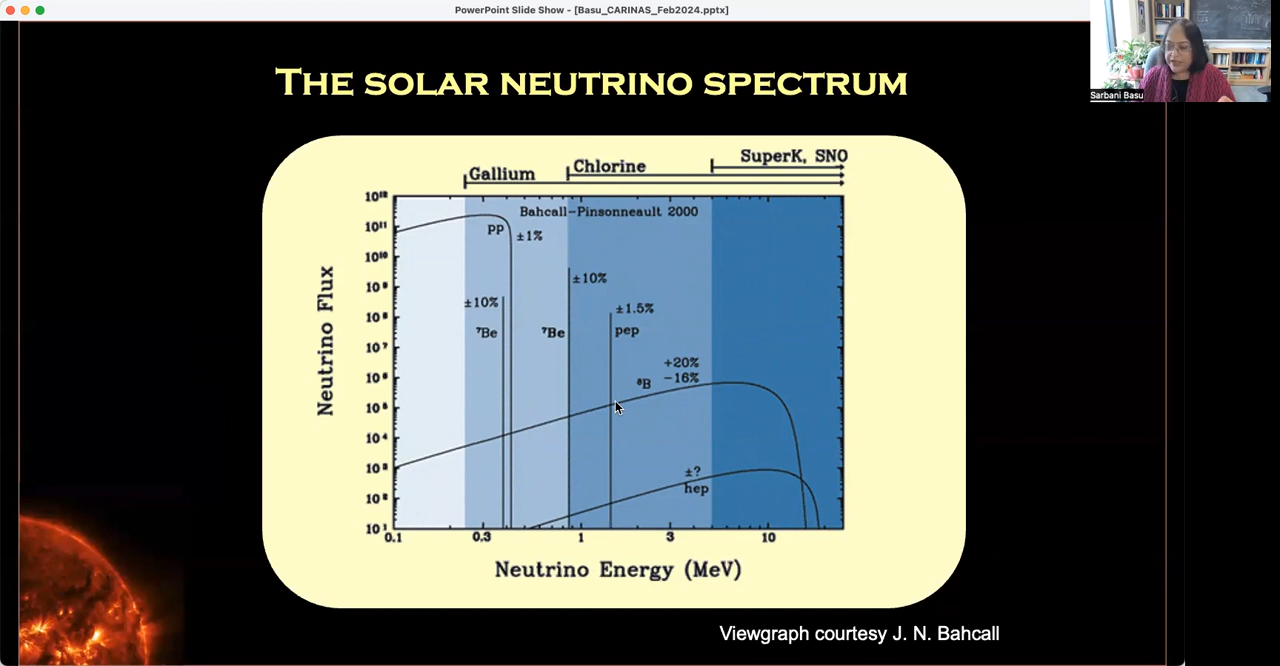 PowerPoint Slide Show - [Basu_CARINAS_Feb2024.pptx]
Sarbani Basu
THE SOLAR NEUTRINO SPECTRUM
SuperK, SNO
Chlorine
Gallium
Bahcall-Pinsonneault 2000
10¹²
10¹¹
10¹⁰
10⁹
10⁸
10⁷
10⁶
10⁵
10⁴
10³
10²
10¹
Neutrino Flux
pp
±1%
±10%
⁷Be
±10%
⁷Be
±1.5%
pep
+20%
-16%
⁸B
±?
hep
0.1 0.3 1 3 10
Neutrino Energy (MeV)
Viewgraph courtesy J. N. Bahcall